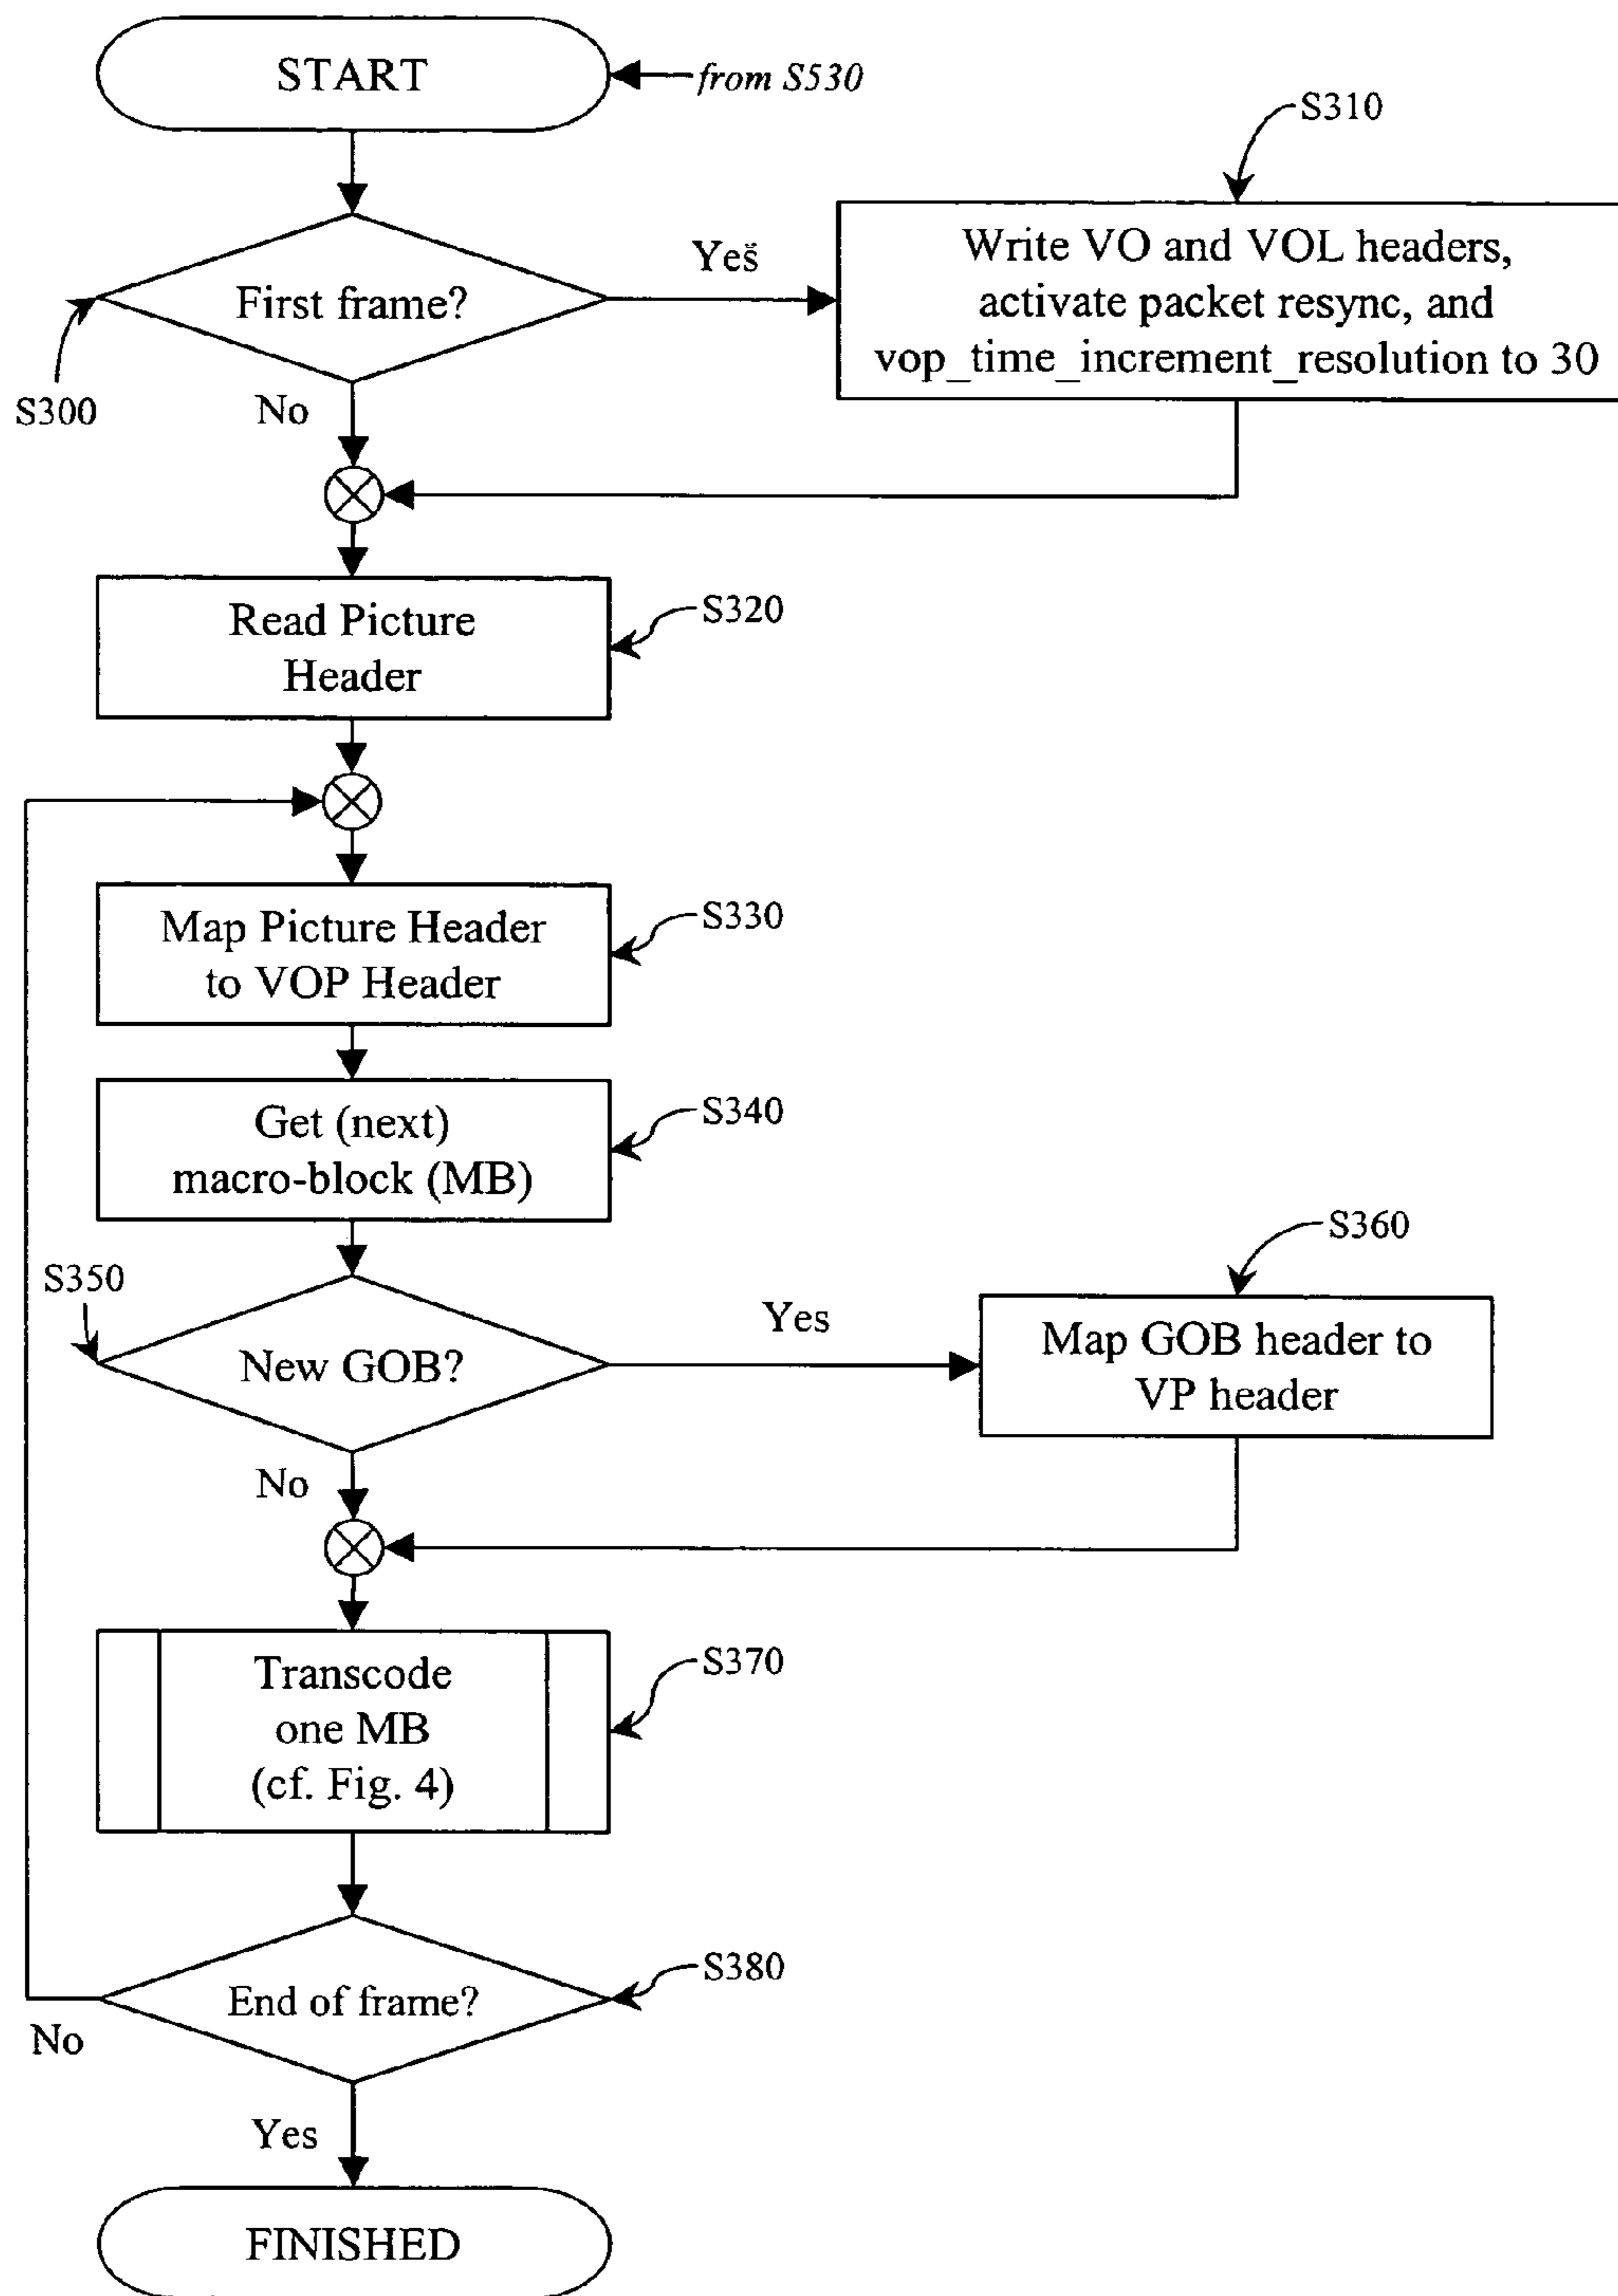 START
from S530
S310
Write VO and VOL headers,
activate packet resync, and
vop_time_increment_resolution to 30
Yes
First frame?
S300
No
Read Picture
Header
S320
Map Picture Header
to VOP Header
S330
Get (next)
macro-block (MB)
S340
S360
S350
Yes
Map GOB header to
VP header
New GOB?
No
Transcode
one MB
(cf. Fig. 4)
S370
S380
End of frame?
No
Yes
FINISHED